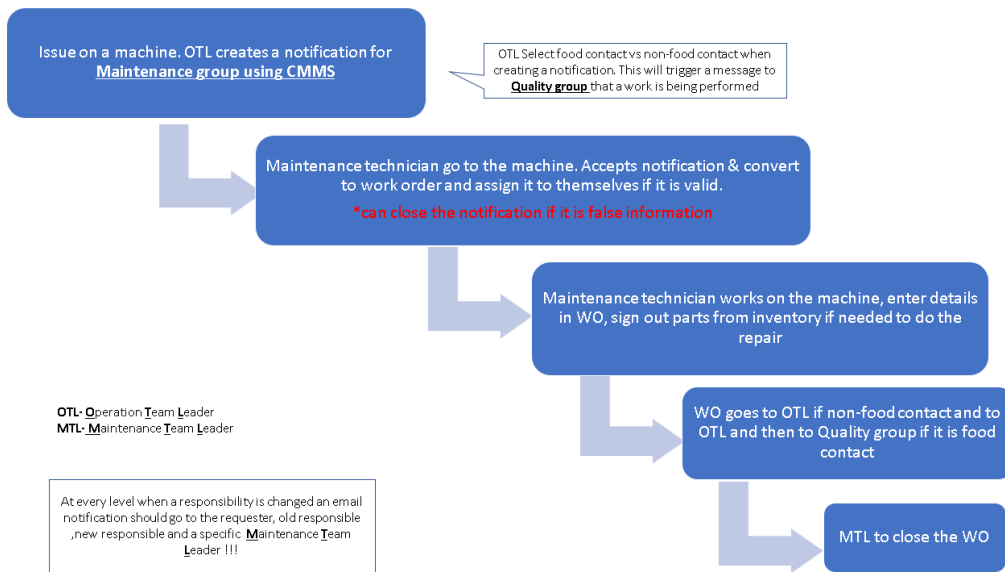 Issue on a machine. OTL creates a notification for
Maintenance group using CMMS
OTL Select food contact vs non-food contact when
creating a notification. This will trigger a message to
Quality group that a work is being performed
Maintenance technician go to the machine. Accepts notification & convert
to work order and assign it to themselves if it is valid.
*can close the notification if it is false information
Maintenance technician works on the machine, enter details
in WO, sign out parts from inventory if needed to do the
repair
WO goes to OTL if non-food contact and to
OTL and then to Quality group if it is food
contact
MTL to close the WO
OTL- Operation Team Leader
MTL- Maintenance Team Leader
At every level when a responsibility is changed an email
notification should go to the requester, old responsible
,new responsible and a specific Maintenance Team
Leader !!!